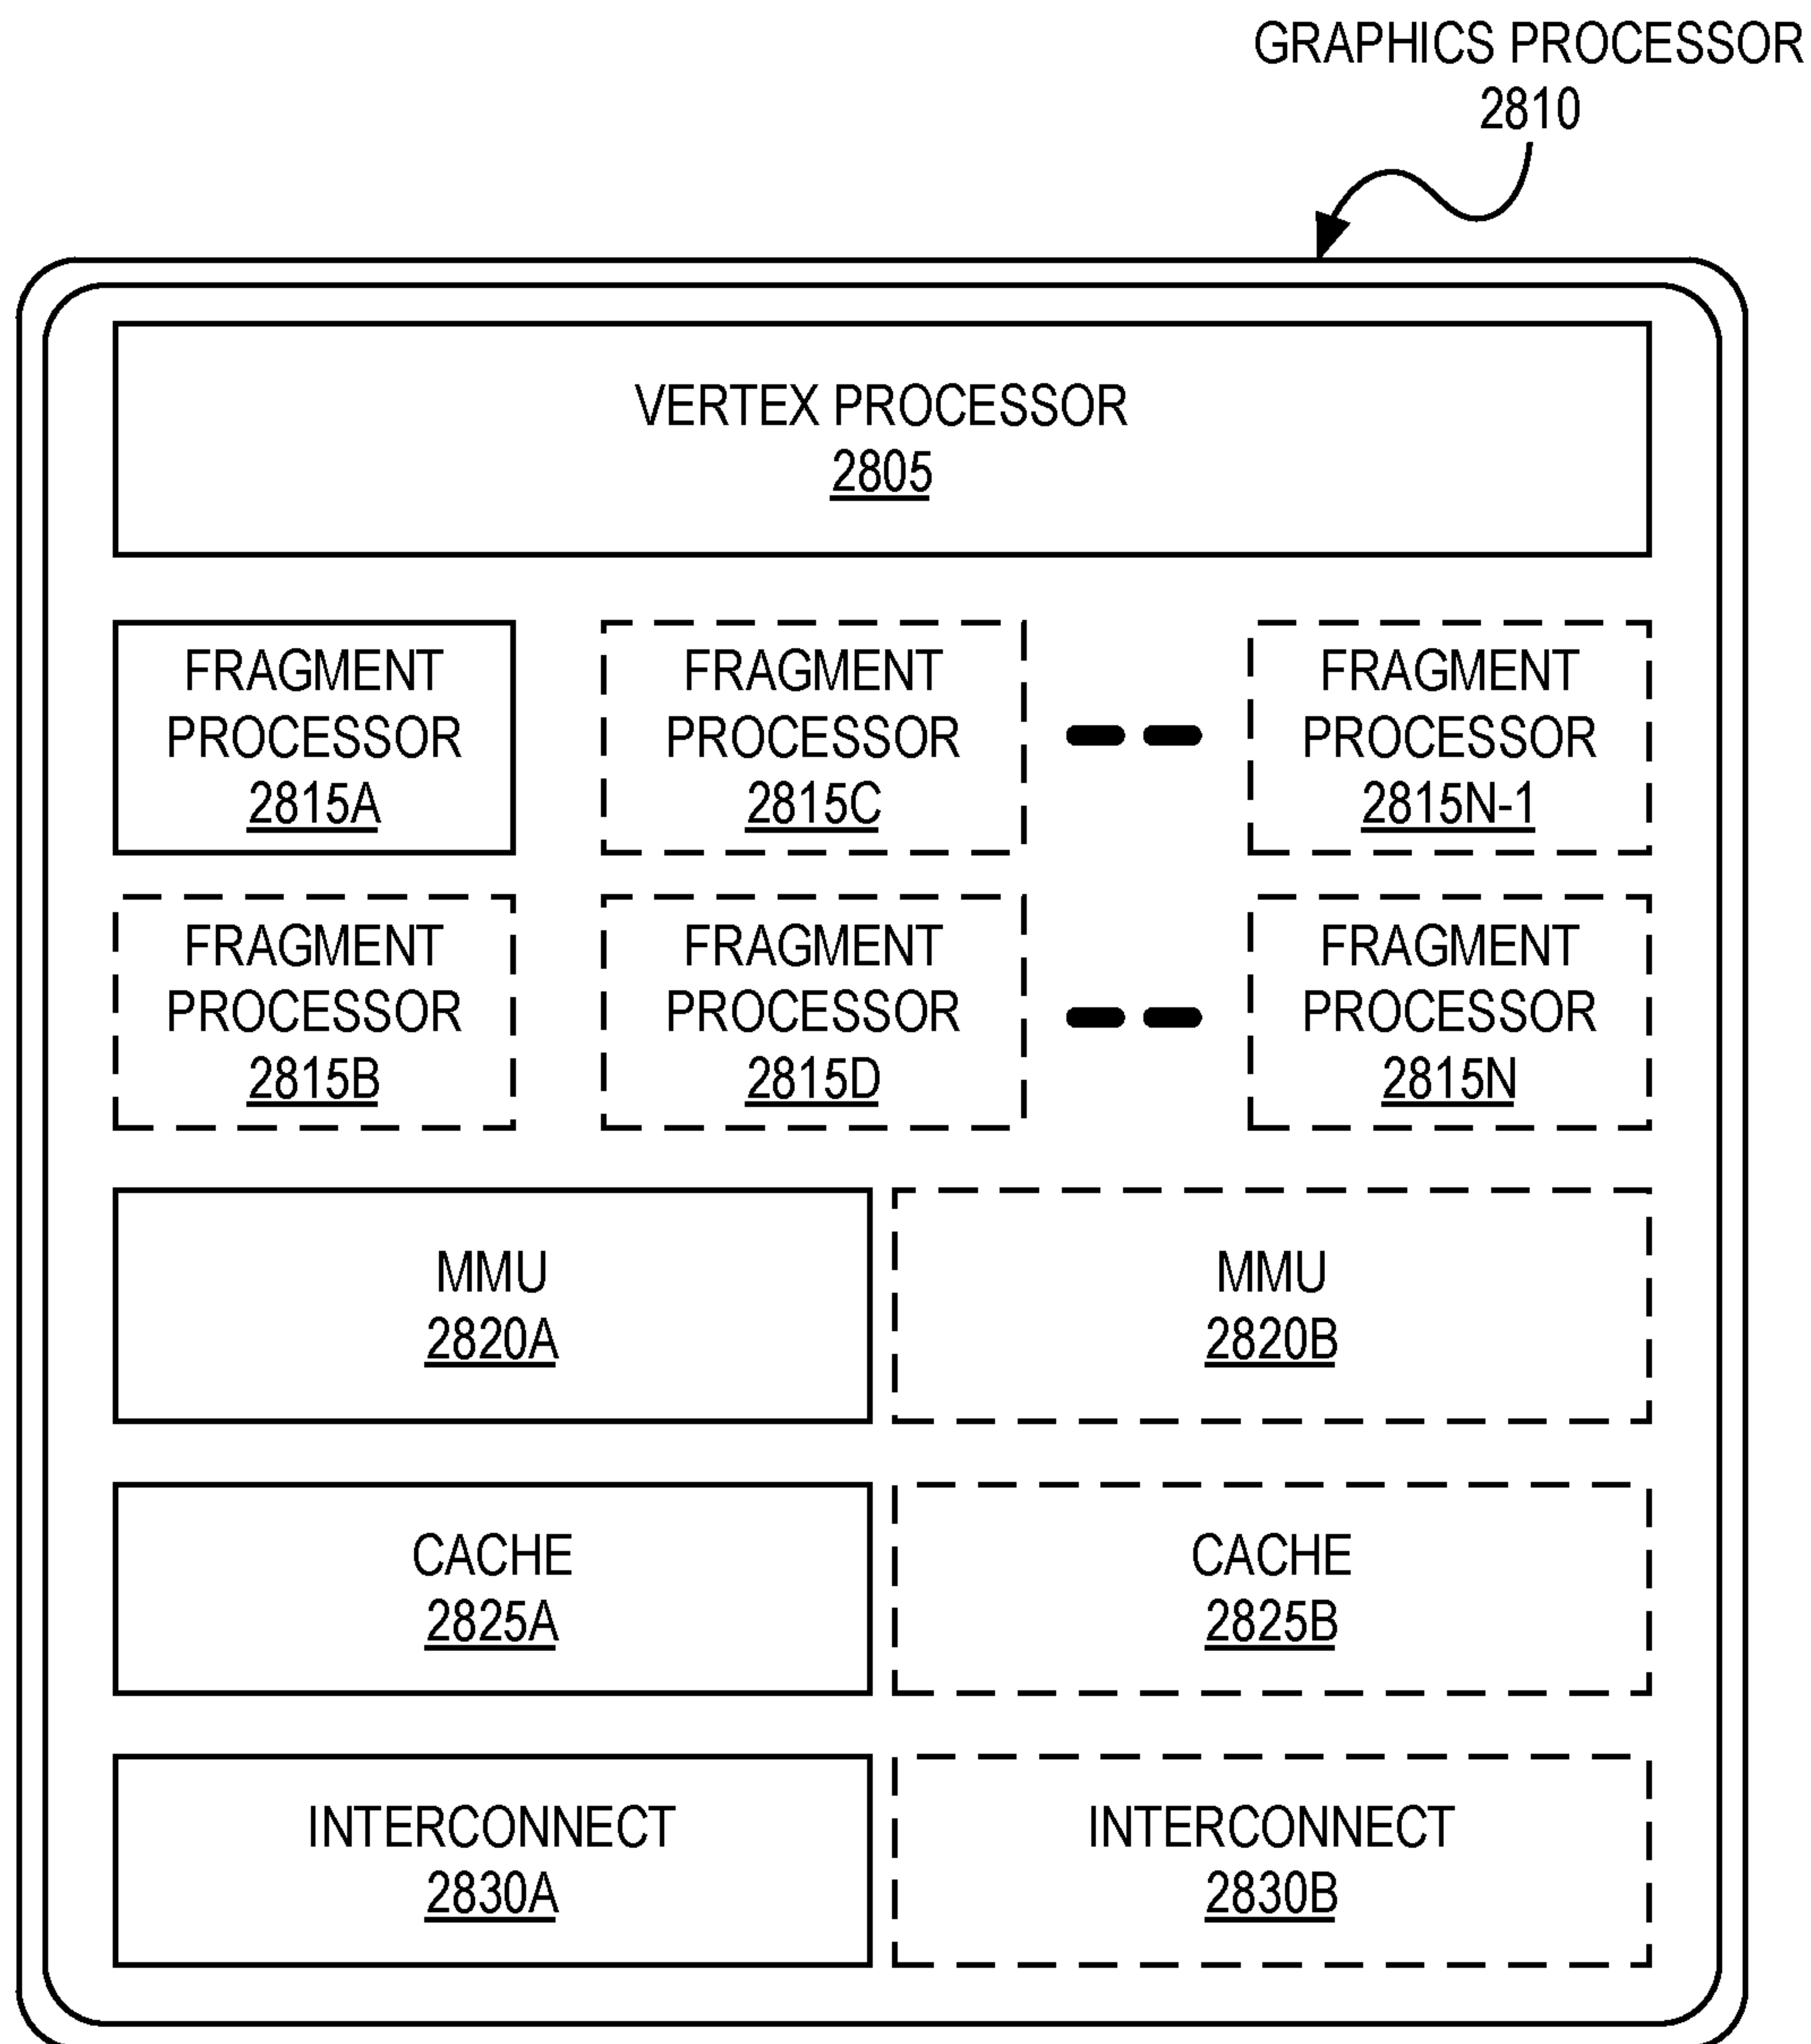 GRAPHICS PROCESSOR
2810
VERTEX PROCESSOR
2805
FRAGMENT
PROCESSOR
2815A
FRAGMENT
PROCESSOR
2815C
FRAGMENT
PROCESSOR
2815N-1
FRAGMENT
PROCESSOR
2815B
FRAGMENT
PROCESSOR
2815D
FRAGMENT
PROCESSOR
2815N
MMU
2820A
MMU
2820B
CACHE
2825A
CACHE
2825B
INTERCONNECT
2830A
INTERCONNECT
2830B